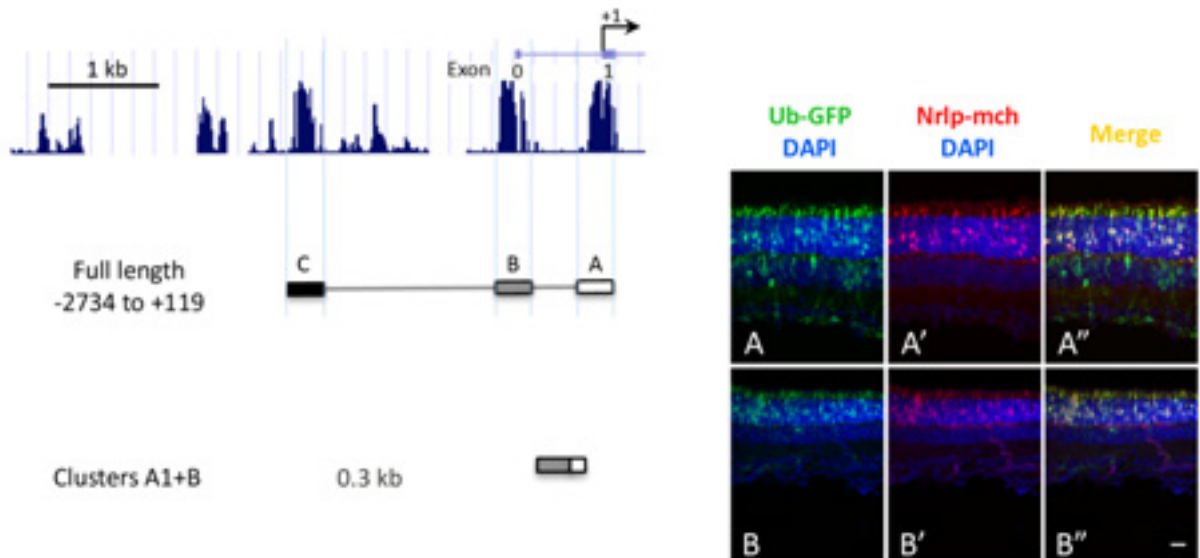 +1
1 kb
Exon 0 1
Ub-GFP Nrlp-mch Merge
DAPI DAPI
C B A
Full length
-2734 to +119
A A′ A″
Clusters A1+B 0.3 kb
B B′ B″